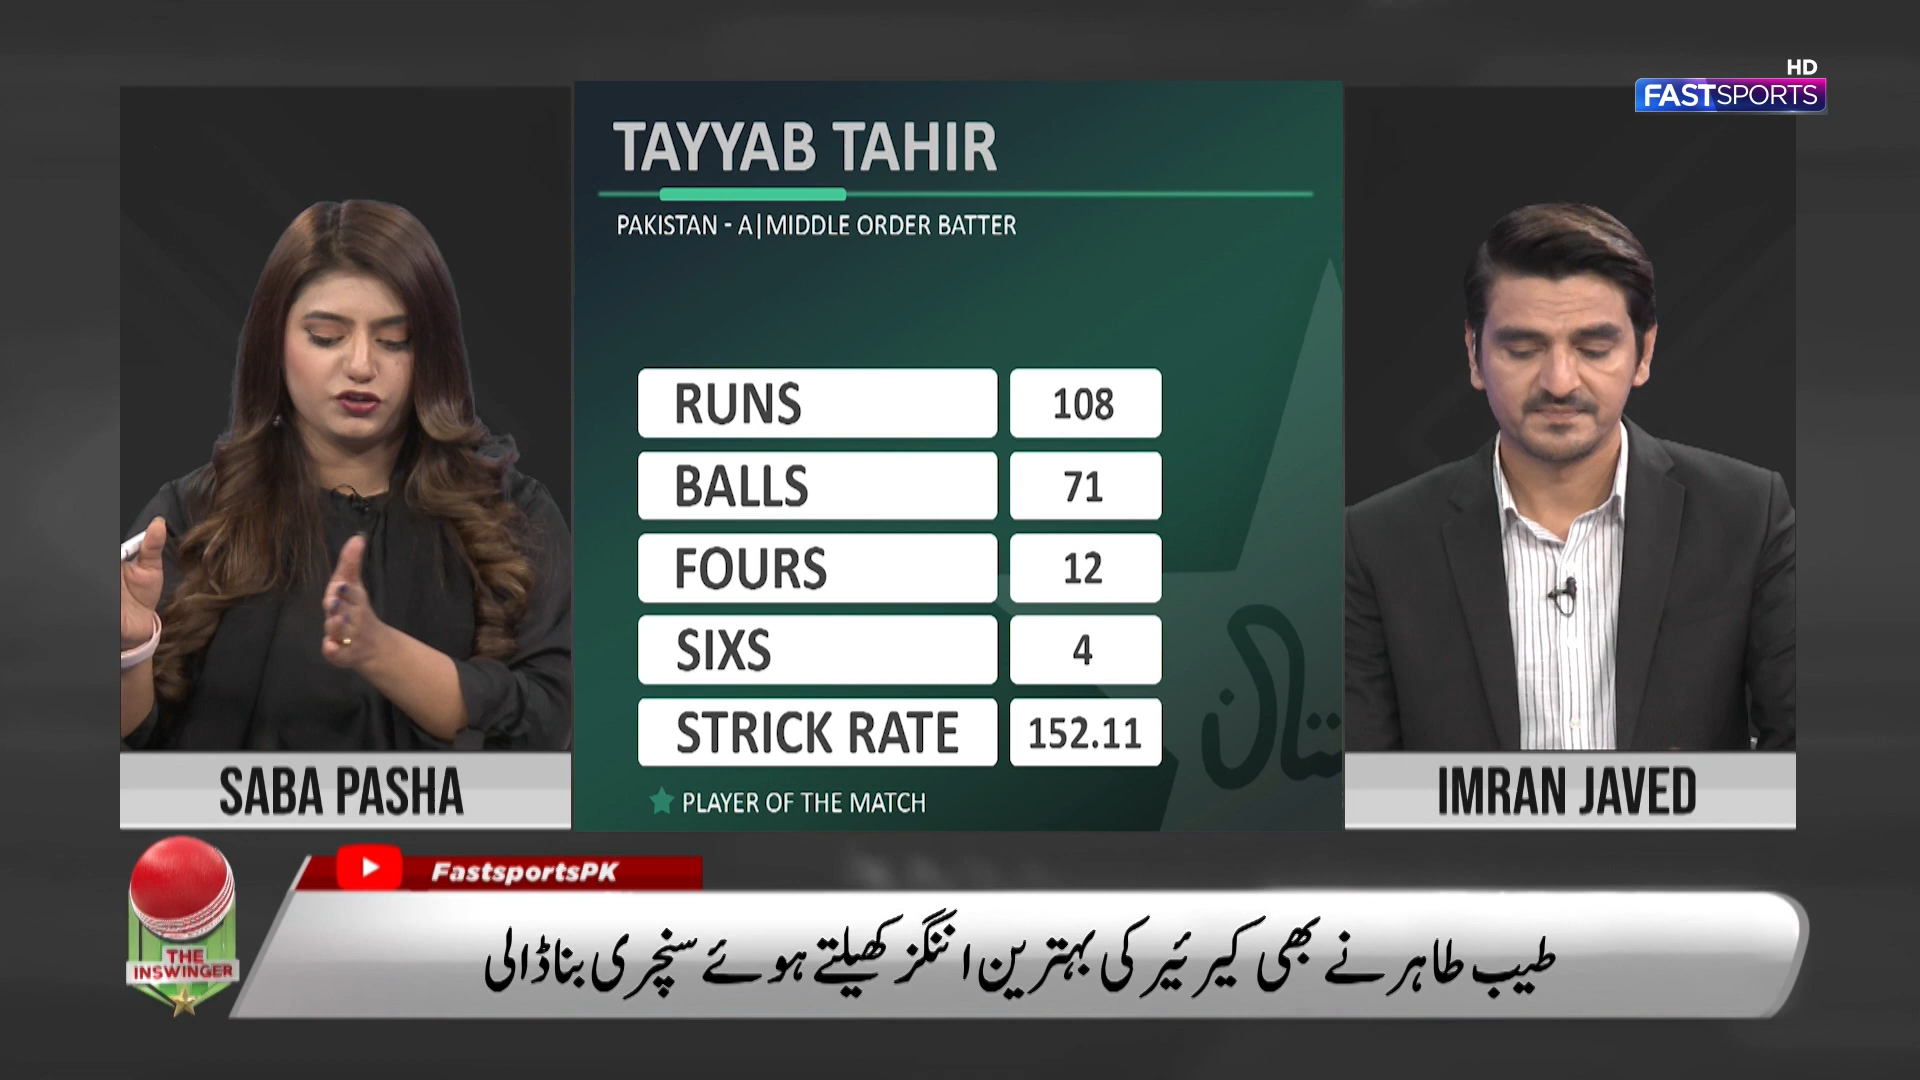 HD
FASTSPORTS
TAYYAB TAHIR
PAKISTAN - A|MIDDLE ORDER BATTER
RUNS 108
BALLS 71
FOURS 12
SIXS 4
STRICK RATE 152.11
PLAYER OF THE MATCH
ستان
SABA PASHA
IMRAN JAVED
FastsportsPK
THE
INSWINGER
طیب طاہر نے بھی کیرئیر کی بہترین اننگز کھیلتے ہوئے سنچری بنا ڈالی